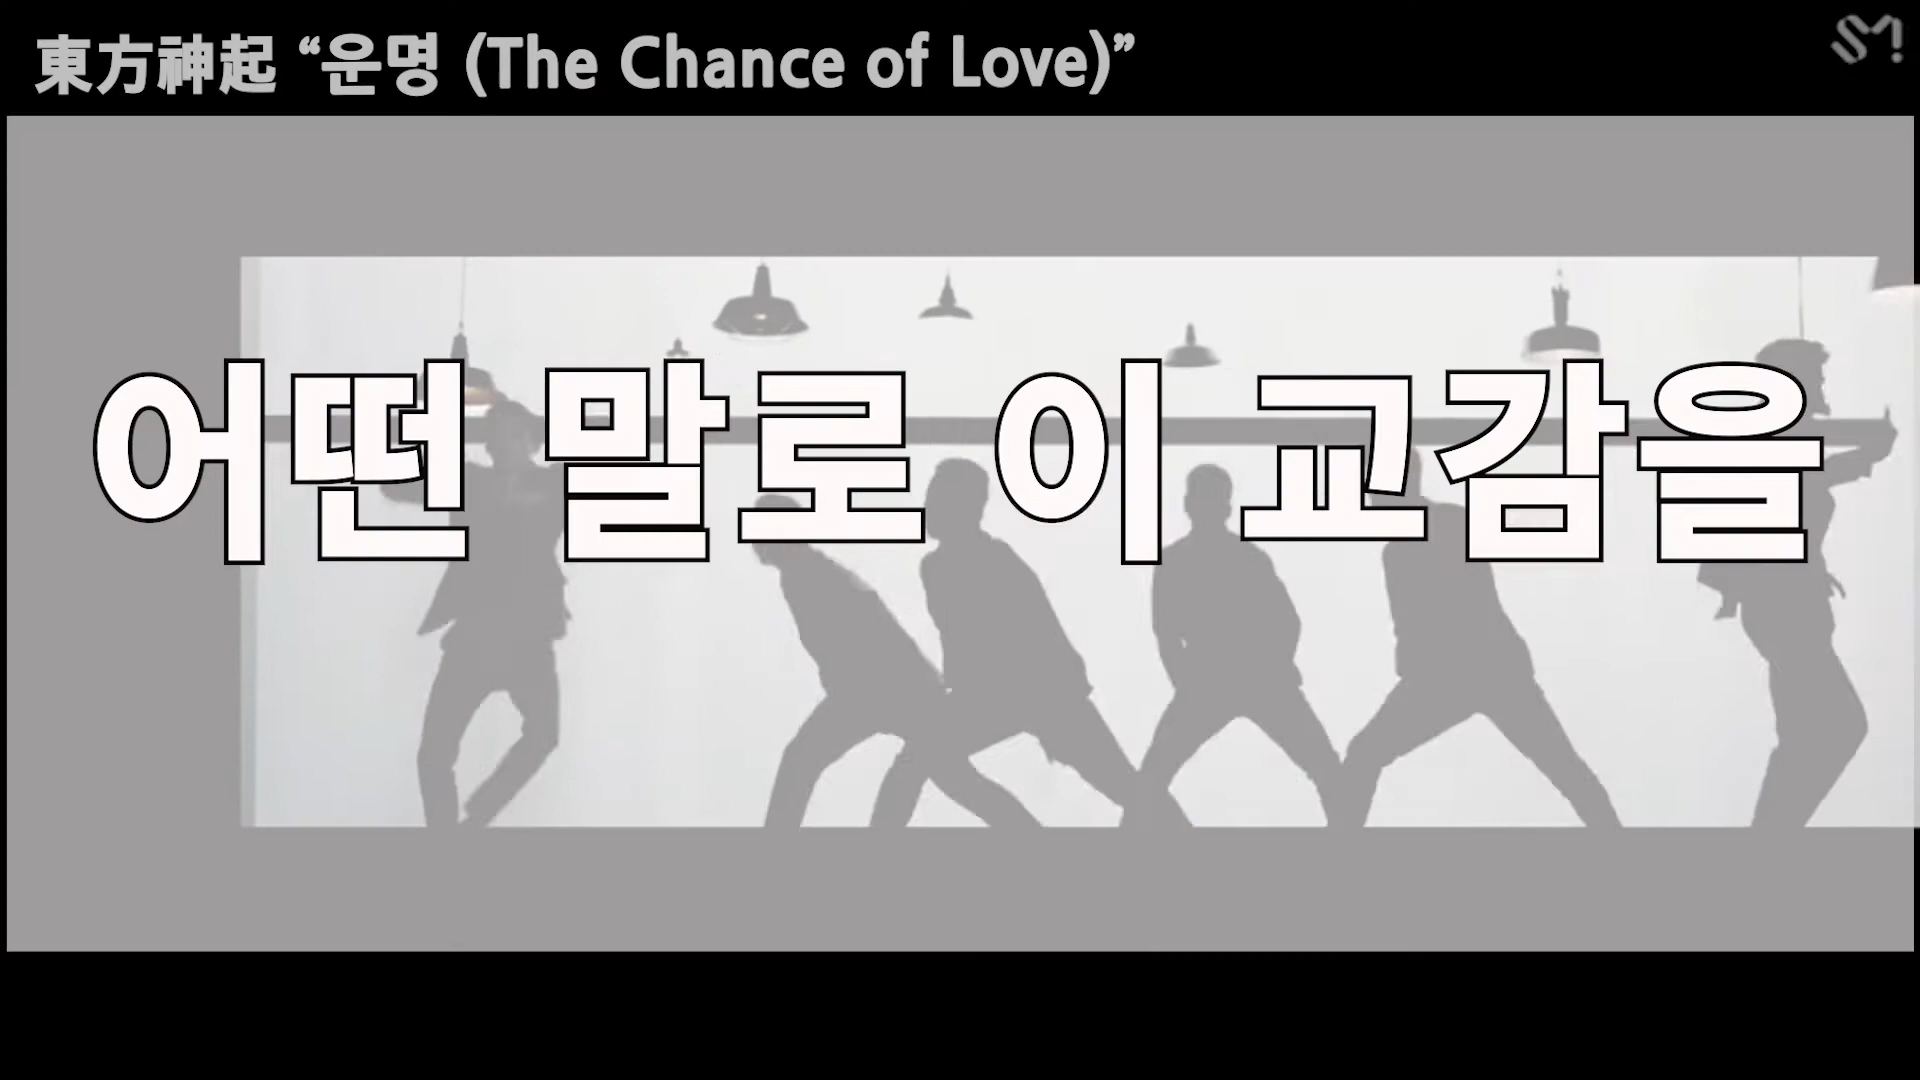 東方神起 “운명 (The Chance of Love)”
SM!
어떤 말로 이 교감을